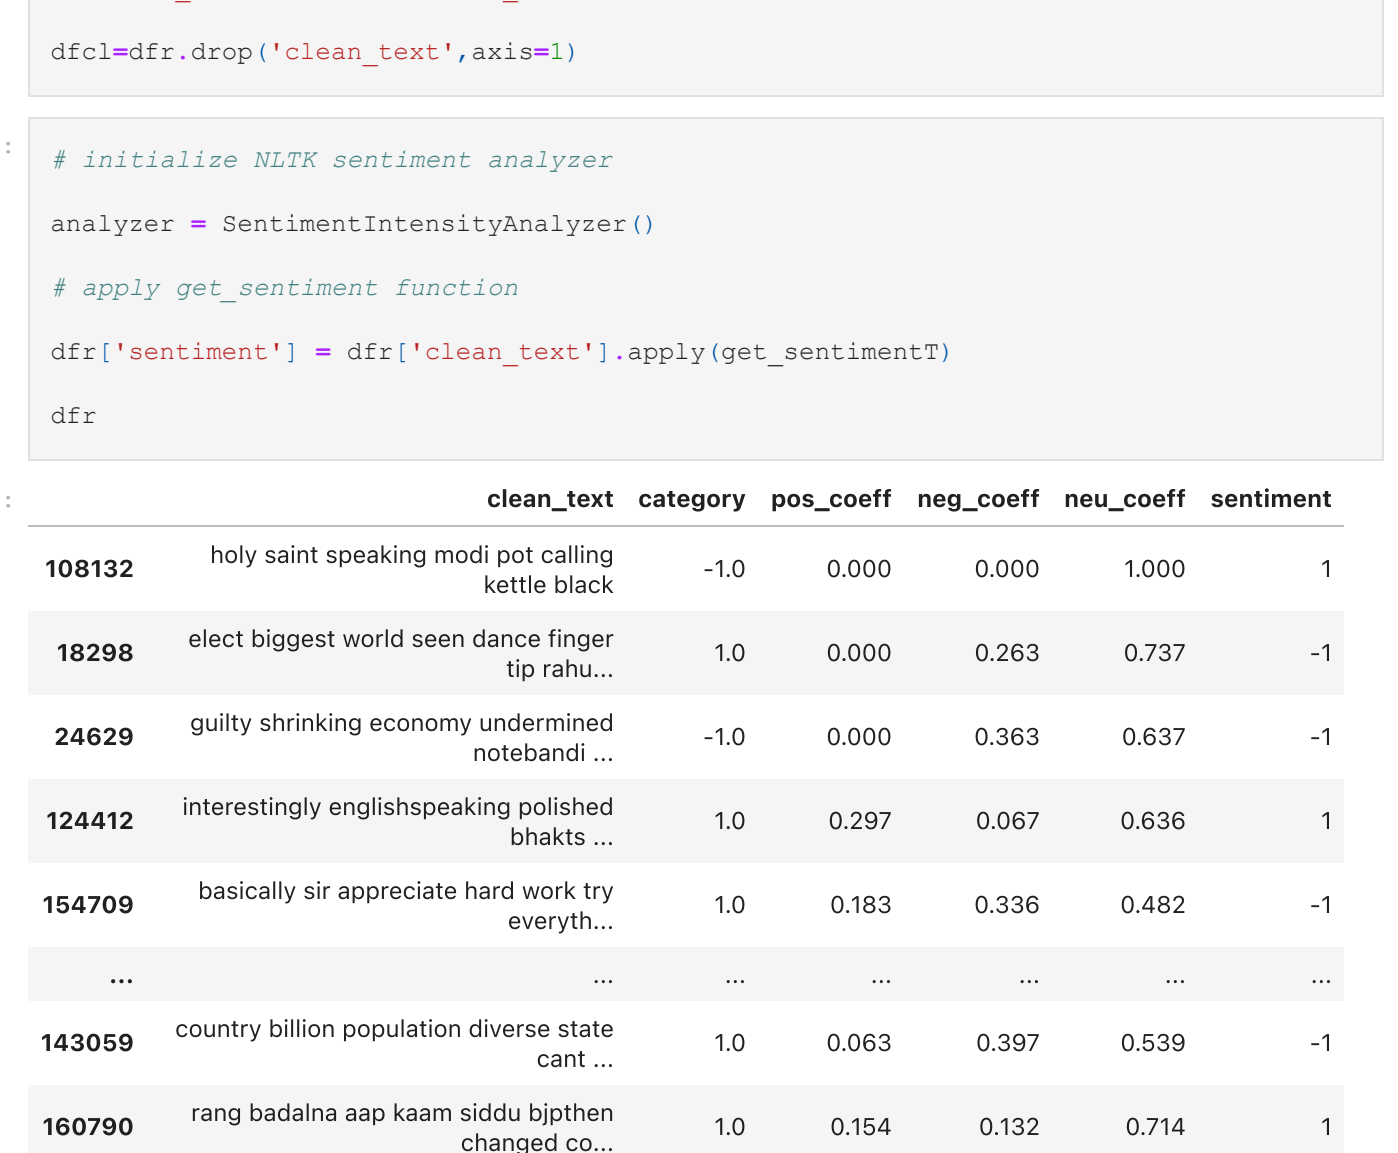 dfcl=dfr.drop('clean_text',axis=1)
:
# initialize NLTK sentiment analyzer
analyzer = SentimentIntensityAnalyzer()
# apply get_sentiment function
dfr['sentiment'] = dfr['clean_text'].apply(get_sentimentT)
dfr
:
clean_text category pos_coeff neg_coeff neu_coeff sentiment
108132 holy saint speaking modi pot calling kettle black -1.0 0.000 0.000 1.000 1
18298 elect biggest world seen dance finger tip rahu... 1.0 0.000 0.263 0.737 -1
24629 guilty shrinking economy undermined notebandi ... -1.0 0.000 0.363 0.637 -1
124412 interestingly englishspeaking polished bhakts ... 1.0 0.297 0.067 0.636 1
154709 basically sir appreciate hard work try everyth... 1.0 0.183 0.336 0.482 -1
... ... ... ... ... ... ...
143059 country billion population diverse state cant ... 1.0 0.063 0.397 0.539 -1
160790 rang badalna aap kaam siddu bjpthen changed co... 1.0 0.154 0.132 0.714 1